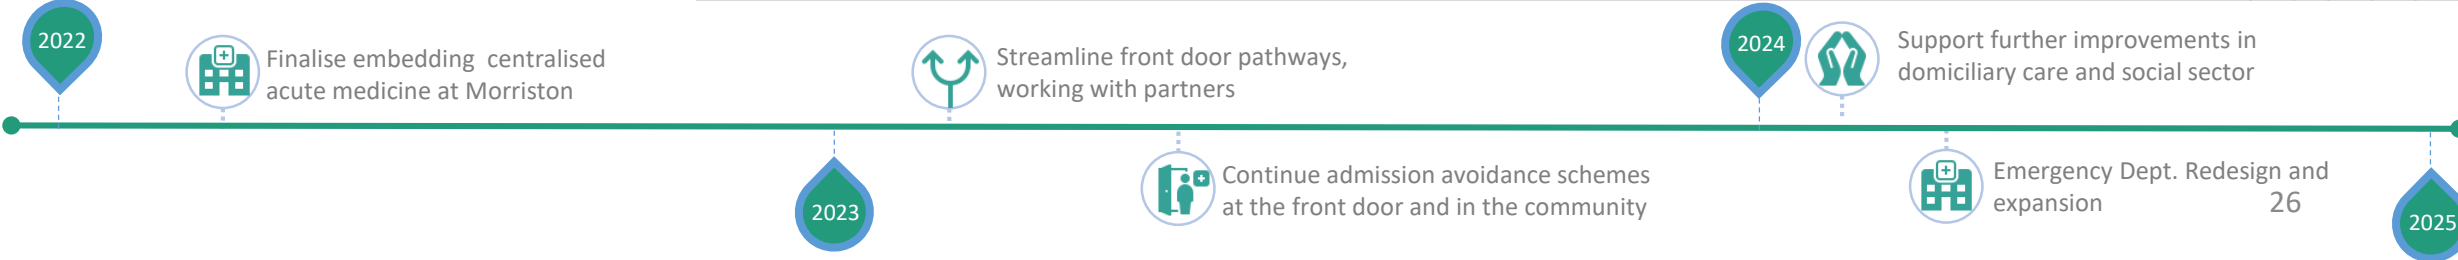 2022
Finalise embedding centralised
acute medicine at Morriston
2023
Streamline front door pathways,
working with partners
Continue admission avoidance schemes
at the front door and in the community
2024
Support further improvements in
domiciliary care and social sector
Emergency Dept. Redesign and
expansion
26
2025